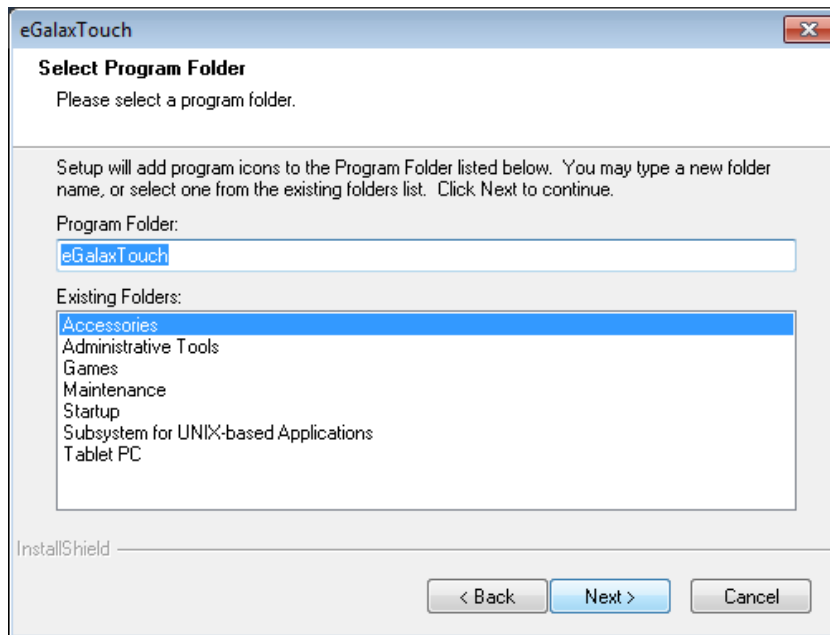 eGalaxTouch
Select Program Folder
Please select a program folder.
Setup will add program icons to the Program Folder listed below. You may type a new folder
name, or select one from the existing folders list. Click Next to continue.
Program Folder:
eGalaxTouch
Existing Folders:
Accessories
Administrative Tools
Games
Maintenance
Startup
Subsystem for UNIX-based Applications
Tablet PC
InstallShield
< Back Next > Cancel